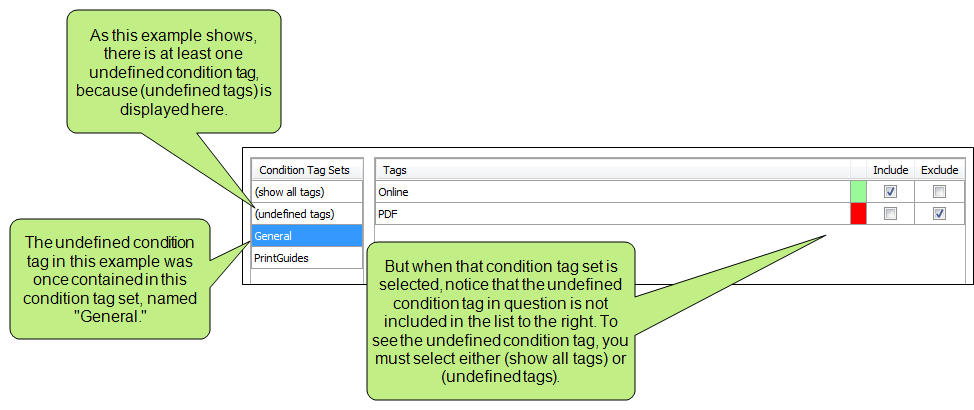 As this example shows,
there is at least one
undefined condition tag,
because (undefined tags) is
displayed here.
Condition Tag Sets
Tags
Include
Exclude
(show all tags)
Online
(undefined tags)
PDF
General
PrintGuides
The undefined condition
tag in this example was
once contained in this
condition tag set, named
"General."
But when that condition tag set is
selected, notice that the undefined
condition tag in question is not
included in the list to the right. To
see the undefined condition tag, you
must select either (show all tags) or
(undefined tags).